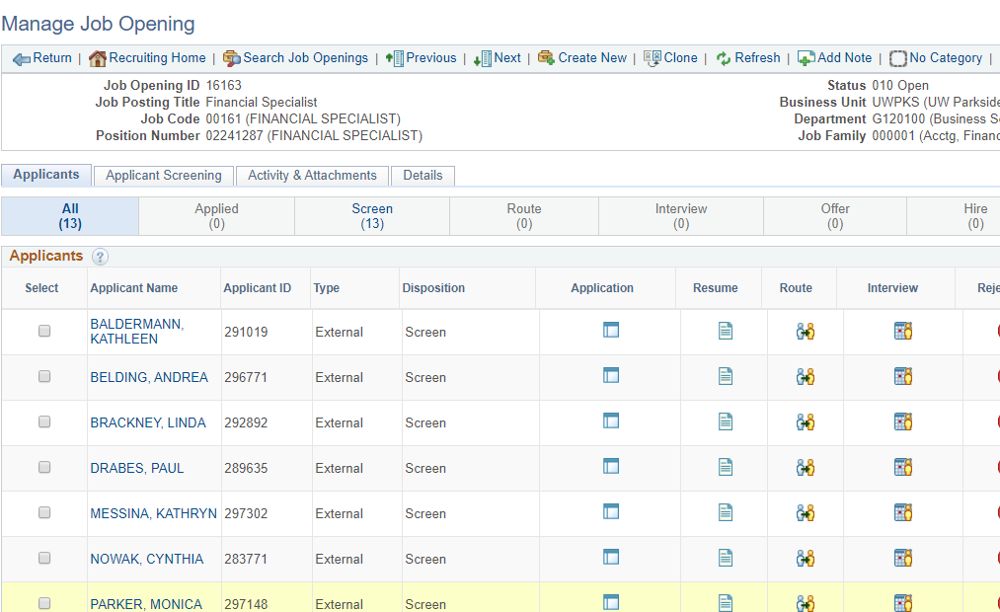 Manage Job Opening
Return | Recruiting Home | Search Job Openings | Previous | Next | Create New | Clone | Refresh | Add Note | No Category |
Job Opening ID 16163 Status 010 Open
Job Posting Title Financial Specialist Business Unit UWPKS (UW Parkside
Job Code 00161 (FINANCIAL SPECIALIST) Department G120100 (Business
Position Number 02241287 (FINANCIAL SPECIALIST) Job Family 000001 (Acctg,
Applicants Applicant Screening Activity & Attachments Details
All Applied Screen Route Interview Offer Hire
(13) (0) (13) (0) (0) (0) (0)
Applicants ?
Select Applicant Name Applicant ID Type Disposition Application Resume Route Interview
BALDERMANN,
KATHLEEN 291019 External Screen
BELDING, ANDREA 296771 External Screen
BRACKNEY, LINDA 292892 External Screen
DRABES, PAUL 289635 External Screen
MESSINA, KATHRYN 297302 External Screen
NOWAK, CYNTHIA 283771 External Screen
PARKER, MONICA 297148 External Screen